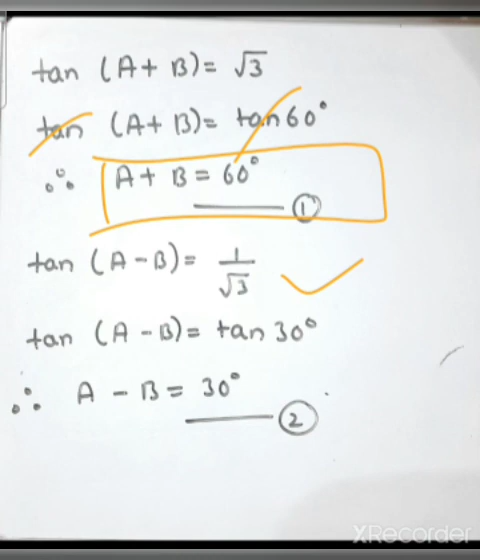 tan (A + B) = √3
tan (A + B) = tan 60°
∴ A + B = 60°
①
tan (A - B) = 1/√3
tan (A - B) = tan 30°
∴ A - B = 30°
②
XRecorder